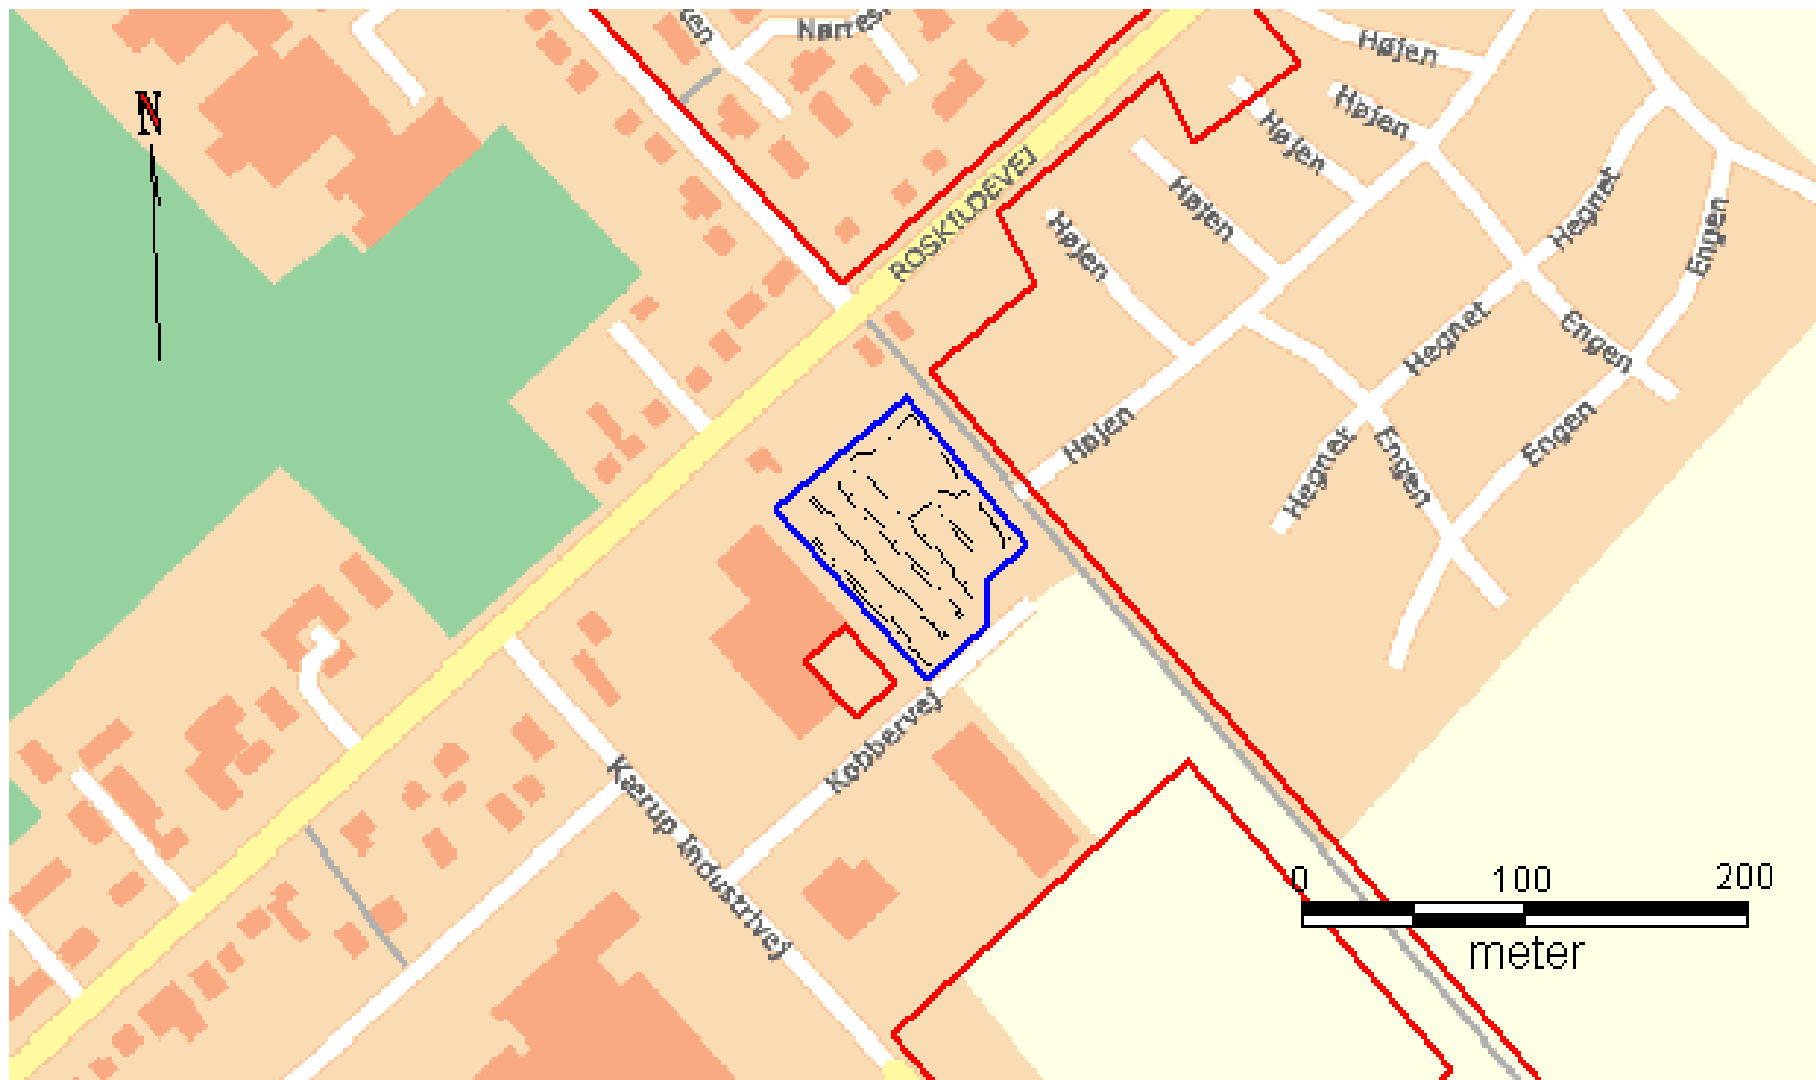 Nørres
Højen
N
Højen
Højen
ROSKILDEVEJ
Højen
Hegnet
Engen
Højen
Hegnet
Engen
Højen
Hegnet
Engen
Engen
Kobbervej
Kærup Industrivej
0 100 200
meter